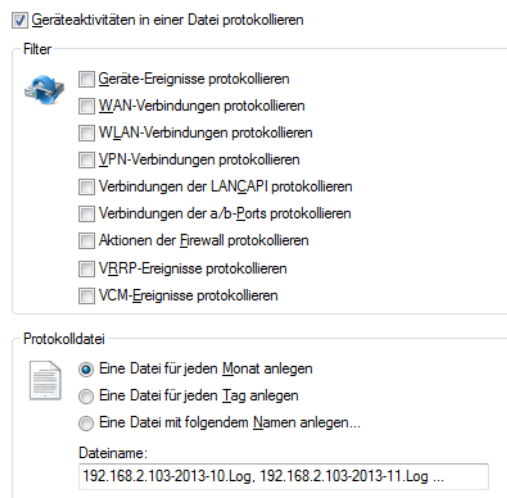 Geräteaktivitäten in einer Datei protokollieren
Filter
Geräte-Ereignisse protokollieren
WAN-Verbindungen protokollieren
WLAN-Verbindungen protokollieren
VPN-Verbindungen protokollieren
Verbindungen der LANCAPI protokollieren
Verbindungen der a/b-Ports protokollieren
Aktionen der Firewall protokollieren
VRRP-Ereignisse protokollieren
VCM-Ereignisse protokollieren
Protokolldatei
Eine Datei für jeden Monat anlegen
Eine Datei für jeden Tag anlegen
Eine Datei mit folgendem Namen anlegen...
Dateiname:
192.168.2.103-2013-10.Log, 192.168.2.103-2013-11.Log ...